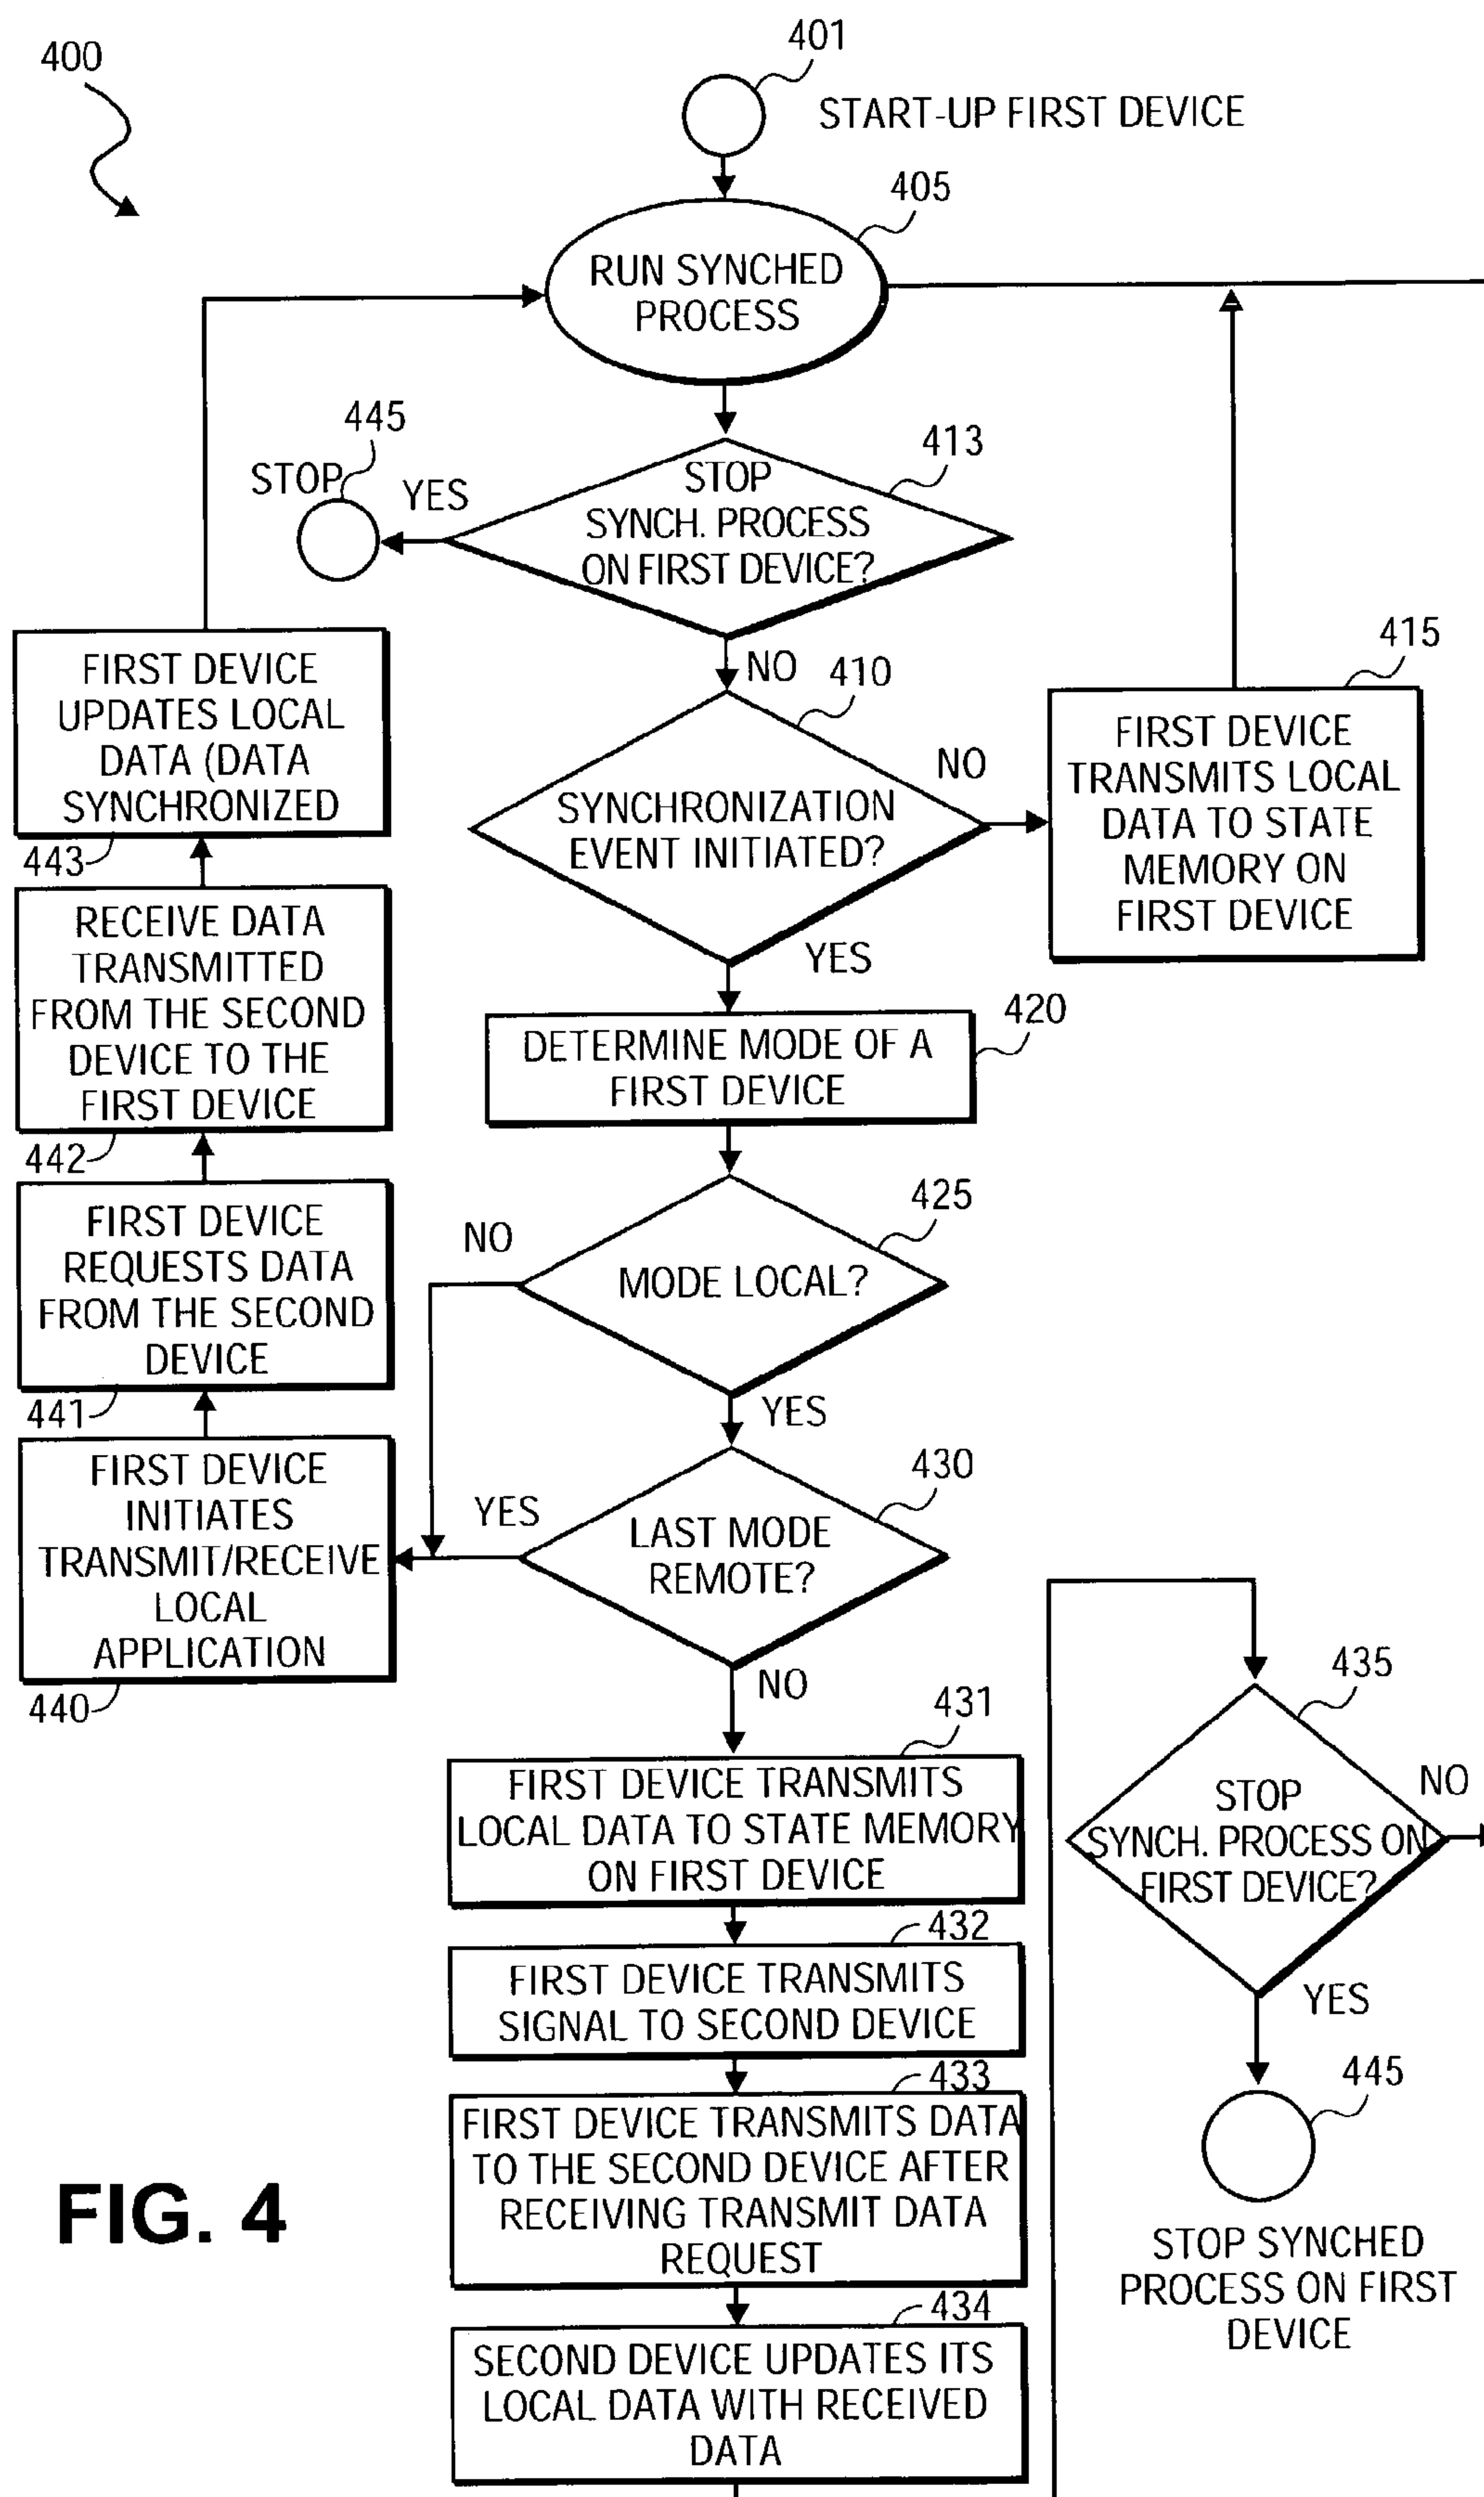 400
401
START-UP FIRST DEVICE
405
RUN SYNCHED
PROCESS
445
STOP
YES
413
STOP
SYNCH. PROCESS
ON FIRST DEVICE?
NO
410
SYNCHRONIZATION
EVENT INITIATED?
NO
415
FIRST DEVICE
TRANSMITS LOCAL
DATA TO STATE
MEMORY ON
FIRST DEVICE
YES
420
DETERMINE MODE OF A
FIRST DEVICE
425
MODE LOCAL?
NO
YES
430
LAST MODE
REMOTE?
YES
NO
FIRST DEVICE
UPDATES LOCAL
DATA (DATA
SYNCHRONIZED
443
RECEIVE DATA
TRANSMITTED
FROM THE SECOND
DEVICE TO THE
FIRST DEVICE
442
FIRST DEVICE
REQUESTS DATA
FROM THE SECOND
DEVICE
441
FIRST DEVICE
INITIATES
TRANSMIT/RECEIVE
LOCAL
APPLICATION
440
431
FIRST DEVICE TRANSMITS
LOCAL DATA TO STATE MEMORY
ON FIRST DEVICE
432
FIRST DEVICE TRANSMITS
SIGNAL TO SECOND DEVICE
433
FIRST DEVICE TRANSMITS DATA
TO THE SECOND DEVICE AFTER
RECEIVING TRANSMIT DATA
REQUEST
434
SECOND DEVICE UPDATES ITS
LOCAL DATA WITH RECEIVED
DATA
435
STOP
SYNCH. PROCESS ON
FIRST DEVICE?
NO
YES
445
STOP SYNCHED
PROCESS ON FIRST
DEVICE
FIG. 4